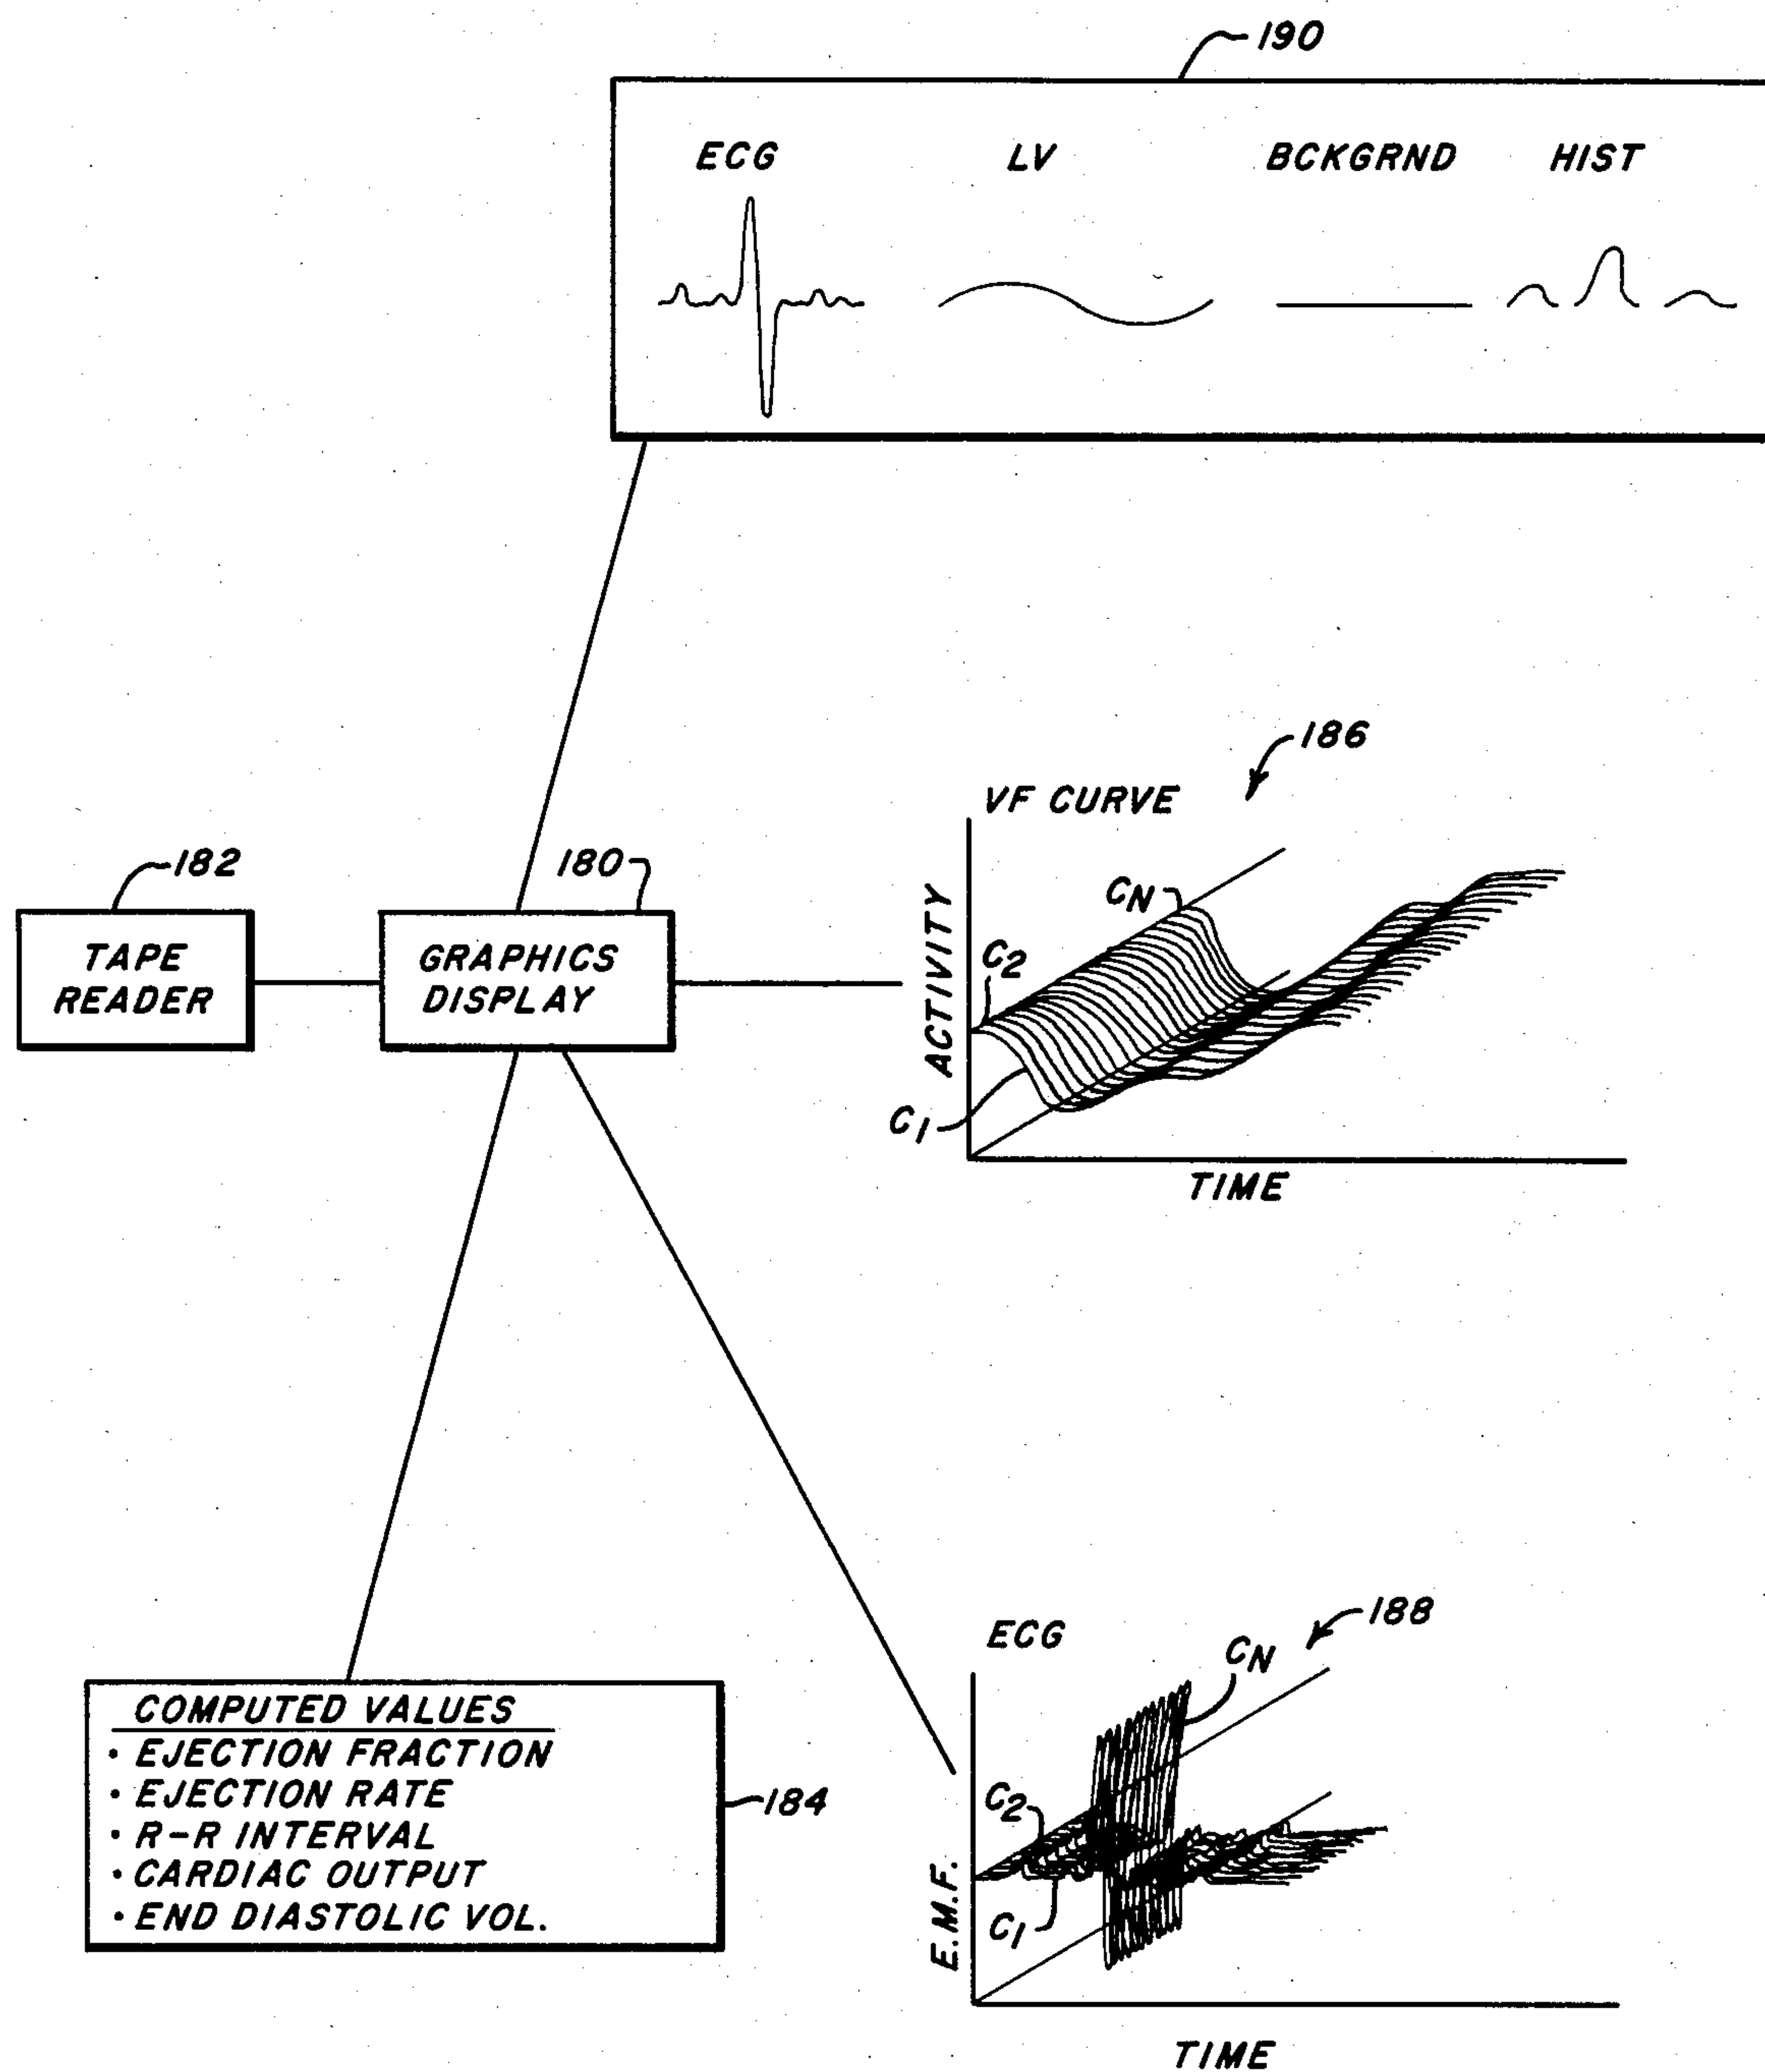 190
ECG LV BCKGRND HIST
186
VF CURVE
182
180
CN
TAPE
READER
GRAPHICS
DISPLAY
C2
ACTIVITY
C1
TIME
188
ECG
CN
COMPUTED VALUES
• EJECTION FRACTION
• EJECTION RATE
• R-R INTERVAL
• CARDIAC OUTPUT
• END DIASTOLIC VOL.
184
C2
E.M.F.
C1
TIME